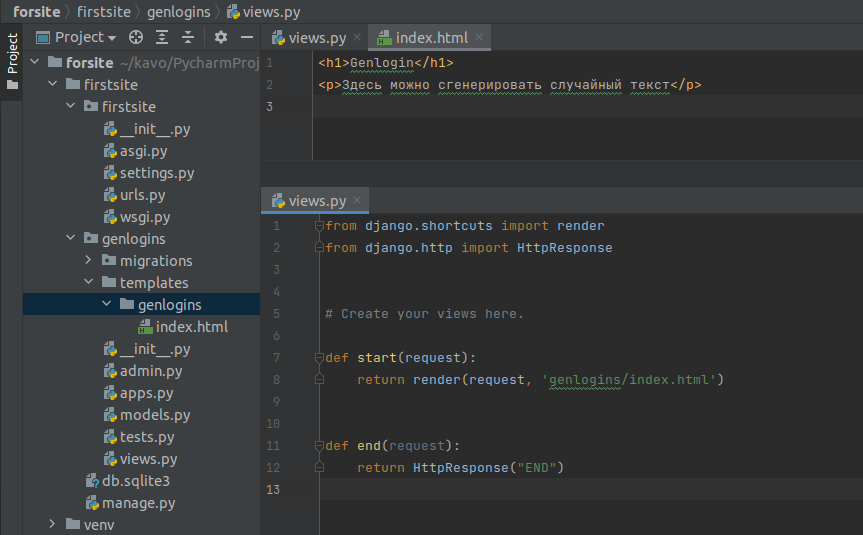 forsite › firstsite › genlogins › views.py
Project
Project
forsite ~/kavo/PycharmProj
firstsite
firstsite
__init__.py
asgi.py
settings.py
urls.py
wsgi.py
genlogins
migrations
templates
genlogins
index.html
__init__.py
admin.py
apps.py
models.py
tests.py
views.py
db.sqlite3
manage.py
venv
views.py index.html
1 <h1>Genlogin</h1>
2 <p>Здесь можно сгенерировать случайный текст</p>
3
views.py
1 from django.shortcuts import render
2 from django.http import HttpResponse
3
4
5 # Create your views here.
6
7 def start(request):
8 return render(request, 'genlogins/index.html')
9
10
11 def end(request):
12 return HttpResponse("END")
13